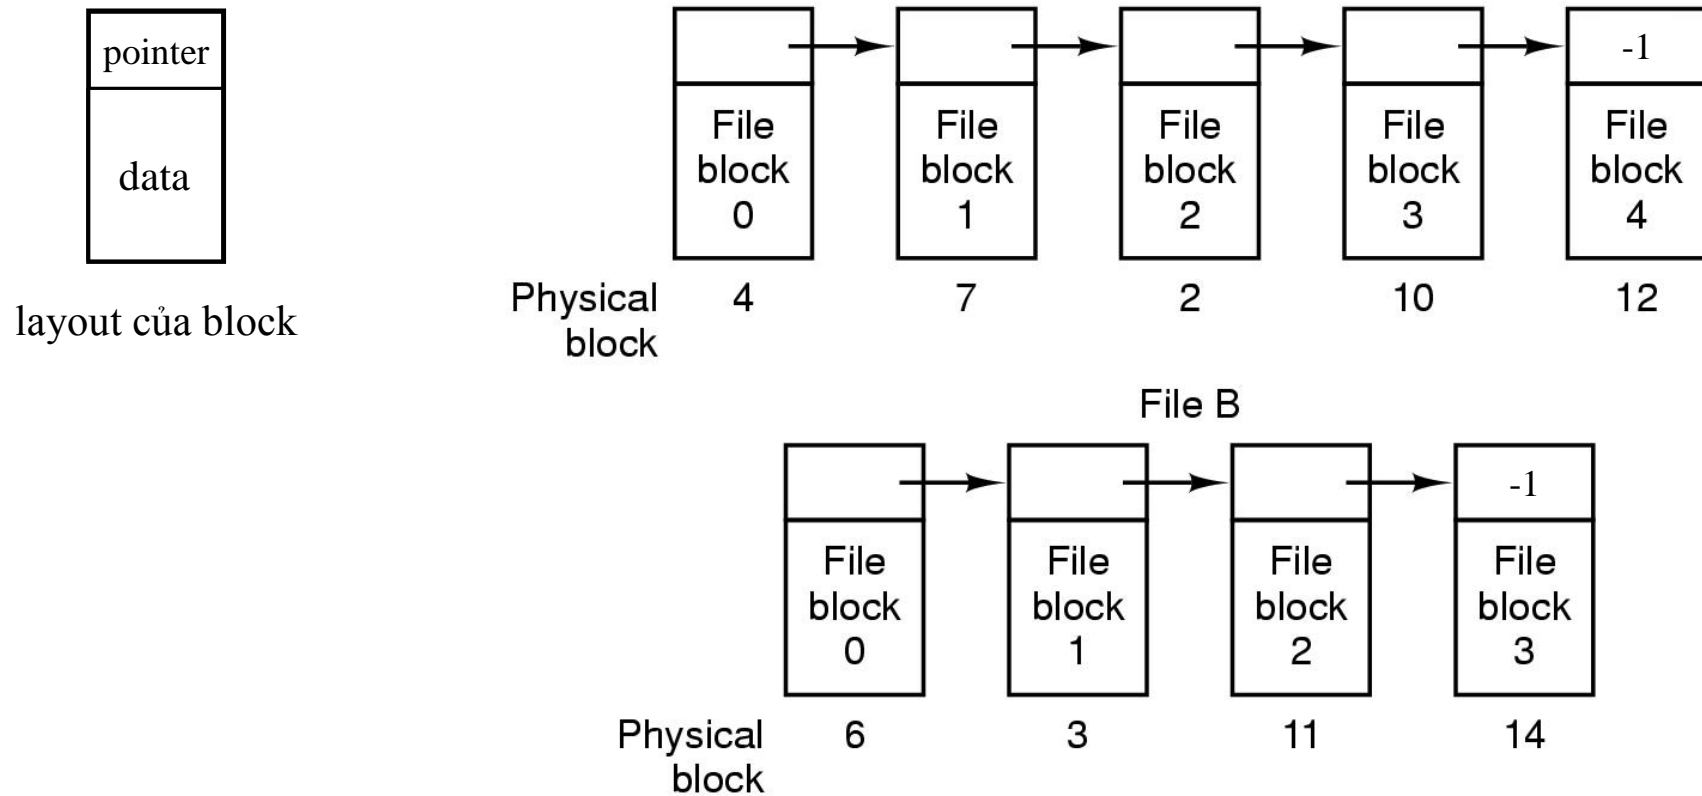 pointer
data
layout của block
-1
File block 0
File block 1
File block 2
File block 3
File block 4
Physical block
4 7 2 10 12
File B
-1
File block 0
File block 1
File block 2
File block 3
Physical block
6 3 11 14